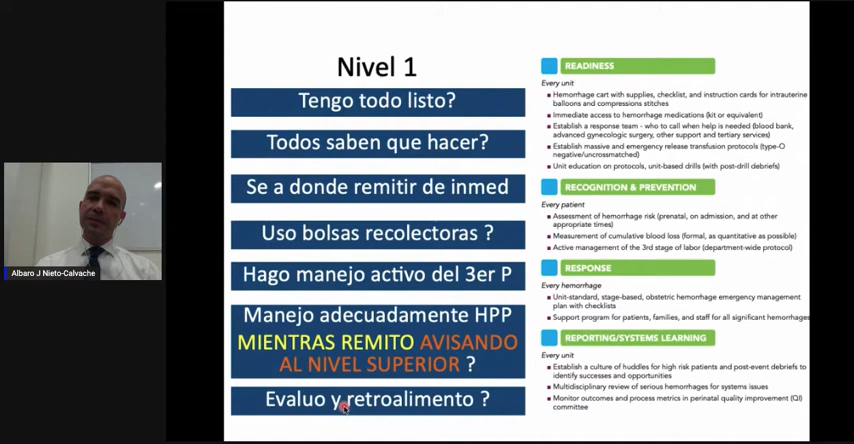 Nivel 1
Tengo todo listo?
Todos saben que hacer?
Se a donde remitir de inmed
Uso bolsas recolectoras ?
Hago manejo activo del 3er P
Manejo adecuadamente HPP
MIENTRAS REMITO AVISANDO
AL NIVEL SUPERIOR ?
Evaluo y retroalimento ?
READINESS
Every unit
■ Hemorrhage cart with supplies, checklist, and instruction cards for intrauterine
balloons and compressions stitches
■ Immediate access to hemorrhage medications (kit or equivalent)
■ Establish a response team - who to call when help is needed (blood bank,
advanced gynecologic surgery, other support and tertiary services)
■ Establish massive and emergency release transfusion protocols (type-O
negative/uncrossmatched)
■ Unit education on protocols, unit-based drills (with post-drill debriefs)
RECOGNITION & PREVENTION
Every patient
■ Assessment of hemorrhage risk (prenatal, on admission, and at other
appropriate times)
■ Measurement of cumulative blood loss (formal, as quantitative as possible)
■ Active management of the 3rd stage of labor (department-wide protocol)
RESPONSE
Every hemorrhage
■ Unit-standard, stage-based, obstetric hemorrhage emergency management
plan with checklists
■ Support program for patients, families, and staff for all significant hemorrhages
REPORTING/SYSTEMS LEARNING
Every unit
■ Establish a culture of huddles for high risk patients and post-event debriefs to
identify successes and opportunities
■ Multidisciplinary review of serious hemorrhages for systems issues
■ Monitor outcomes and process metrics in perinatal quality improvement (QI)
committee
Albaro J Nieto-Calvache